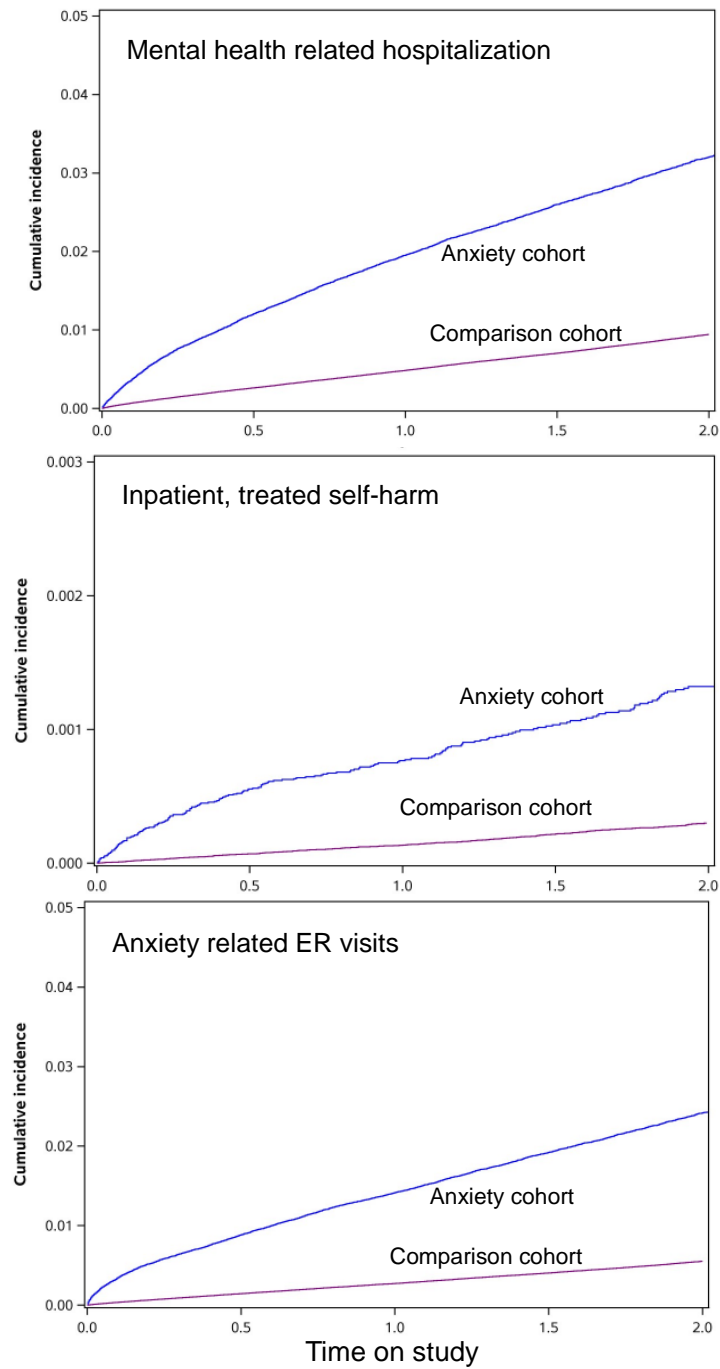 0.05
Mental health related hospitalization
0.04
0.03
Cumulative incidence
Anxiety cohort
0.02
Comparison cohort
0.01
0.00
0.0 0.5 1.0 1.5 2.0
0.003
Inpatient, treated self-harm
0.002
Cumulative incidence
Anxiety cohort
0.001
Comparison cohort
0.000
0.0 0.5 1.0 1.5 2.0
0.05
Anxiety related ER visits
0.04
0.03
Cumulative incidence
0.02
Anxiety cohort
0.01
Comparison cohort
0.00
0.0 0.5 1.0 1.5 2.0
Time on study